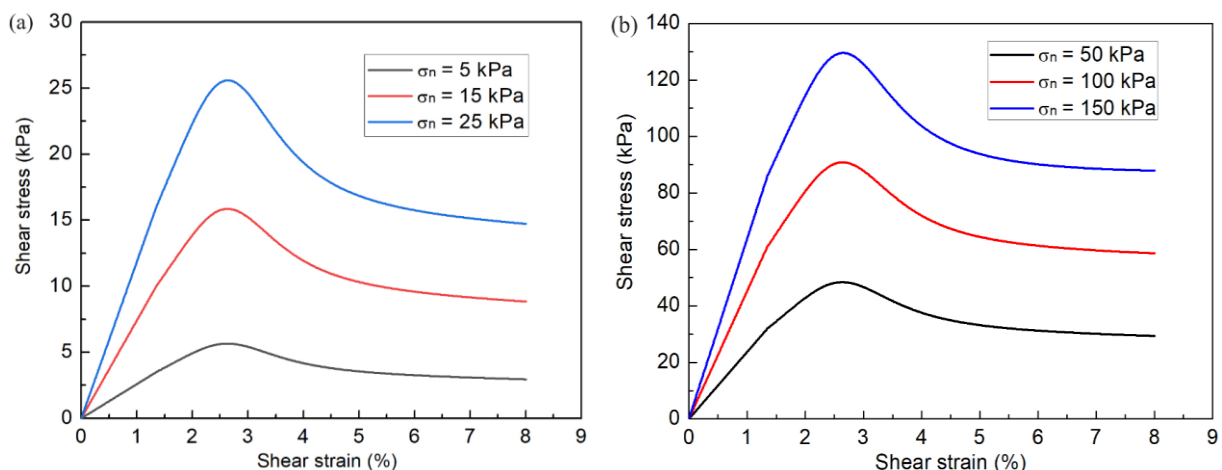 (a)
30
25
20
15
10
5
0
Shear stress (kPa)
σn = 5 kPa
σn = 15 kPa
σn = 25 kPa
0 1 2 3 4 5 6 7 8 9
Shear strain (%)
(b)
140
120
100
80
60
40
20
0
Shear stress (kPa)
σn = 50 kPa
σn = 100 kPa
σn = 150 kPa
0 1 2 3 4 5 6 7 8 9
Shear strain (%)